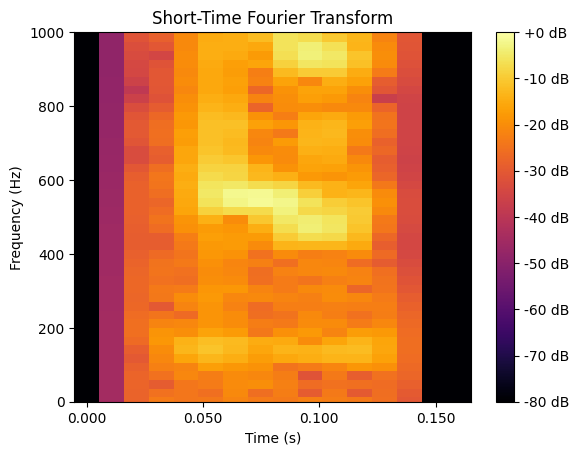 Short-Time Fourier Transform
1000
800
600
400
200
0
Frequency (Hz)
0.000
0.050
0.100
0.150
Time (s)
+0 dB
-10 dB
-20 dB
-30 dB
-40 dB
-50 dB
-60 dB
-70 dB
-80 dB